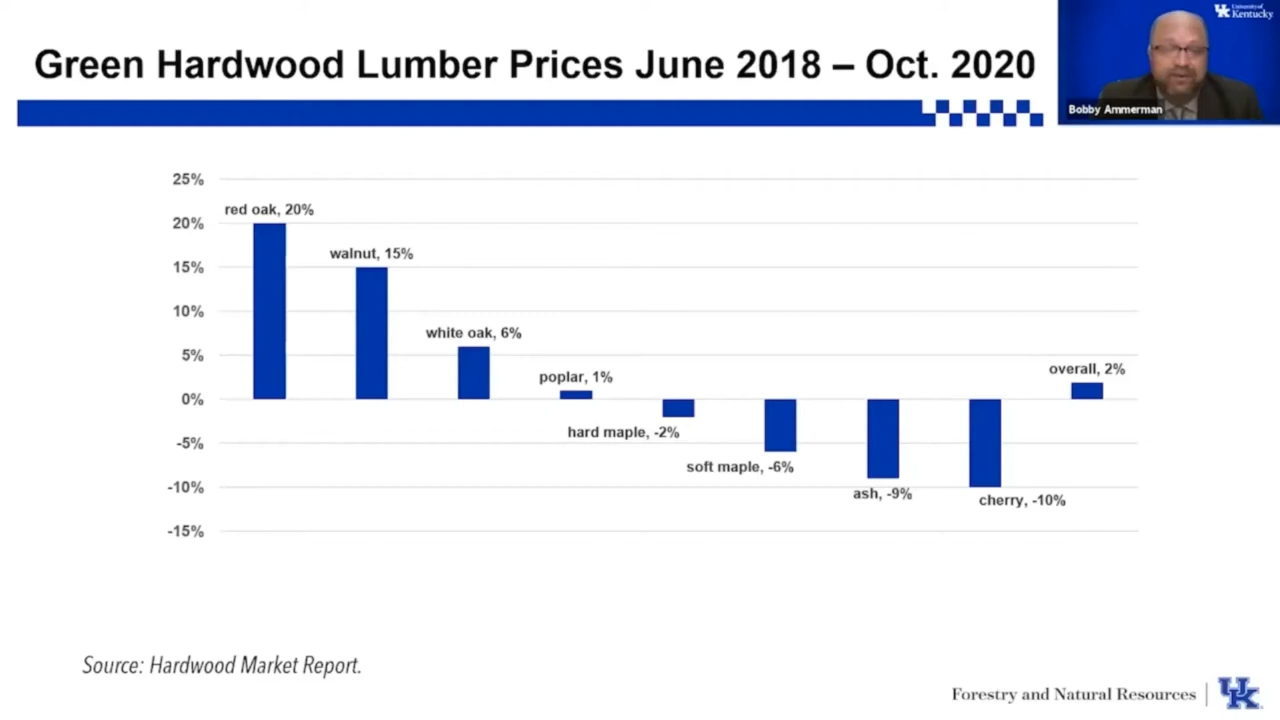 Green Hardwood Lumber Prices June 2018 – Oct. 2020
University of
Kentucky
Bobby Ammerman
25%
20%
15%
10%
5%
0%
-5%
-10%
-15%
red oak, 20%
walnut, 15%
white oak, 6%
poplar, 1%
hard maple, -2%
soft maple, -6%
ash, -9%
cherry, -10%
overall, 2%
Source: Hardwood Market Report.
Forestry and Natural Resources
UK